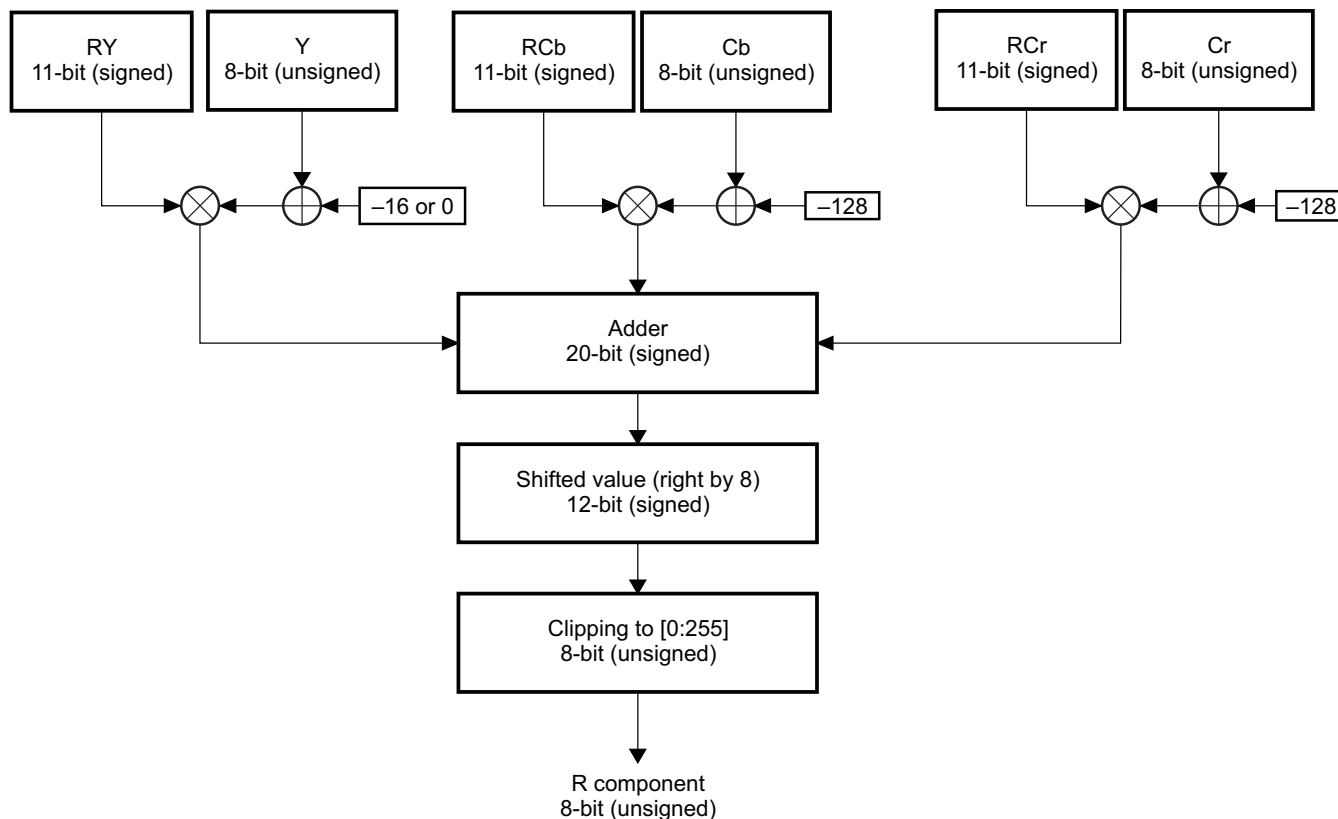 RY
11-bit (signed)
Y
8-bit (unsigned)
RCb
11-bit (signed)
Cb
8-bit (unsigned)
RCr
11-bit (signed)
Cr
8-bit (unsigned)
–16 or 0
–128
–128
Adder
20-bit (signed)
Shifted value (right by 8)
12-bit (signed)
Clipping to [0:255]
8-bit (unsigned)
R component
8-bit (unsigned)